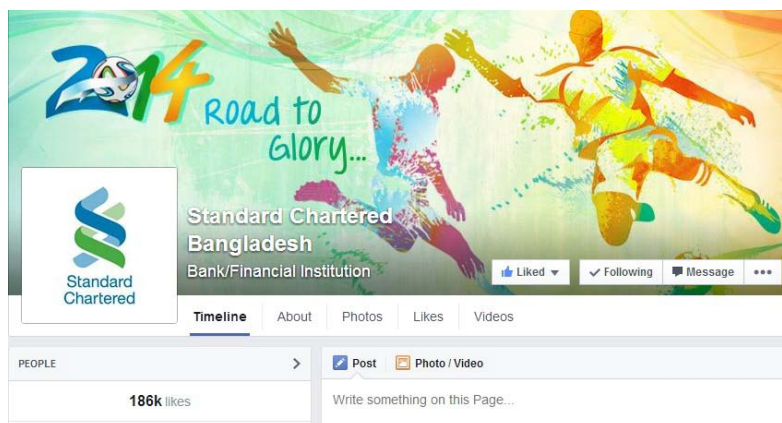 2014
Road to
Glory...
Standard
Chartered
Standard Chartered
Bangladesh
Bank/Financial Institution
Liked
Following
Message
Timeline About Photos Likes Videos
PEOPLE
186k likes
Post Photo / Video
Write something on this Page...